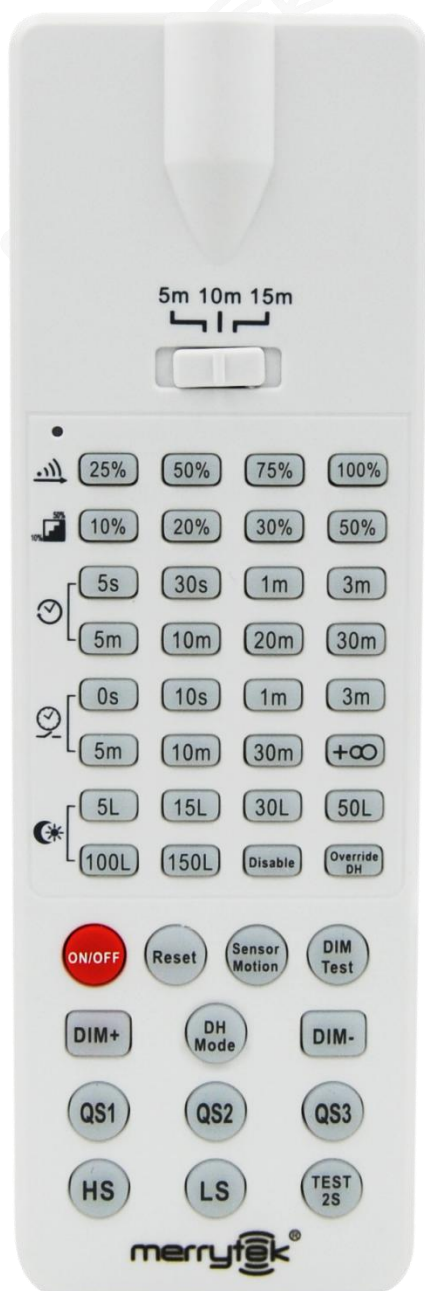 5m 10m 15m
25% 50% 75% 100%
10% 50% 10% 20% 30% 50%
5s 30s 1m 3m
5m 10m 20m 30m
0s 10s 1m 3m
5m 10m 30m +∞
5L 15L 30L 50L
100L 150L Disable Override DH
ON/OFF Reset Sensor Motion DIM Test
DIM+ DH Mode DIM-
QS1 QS2 QS3
HS LS TEST 2S
merrytek®